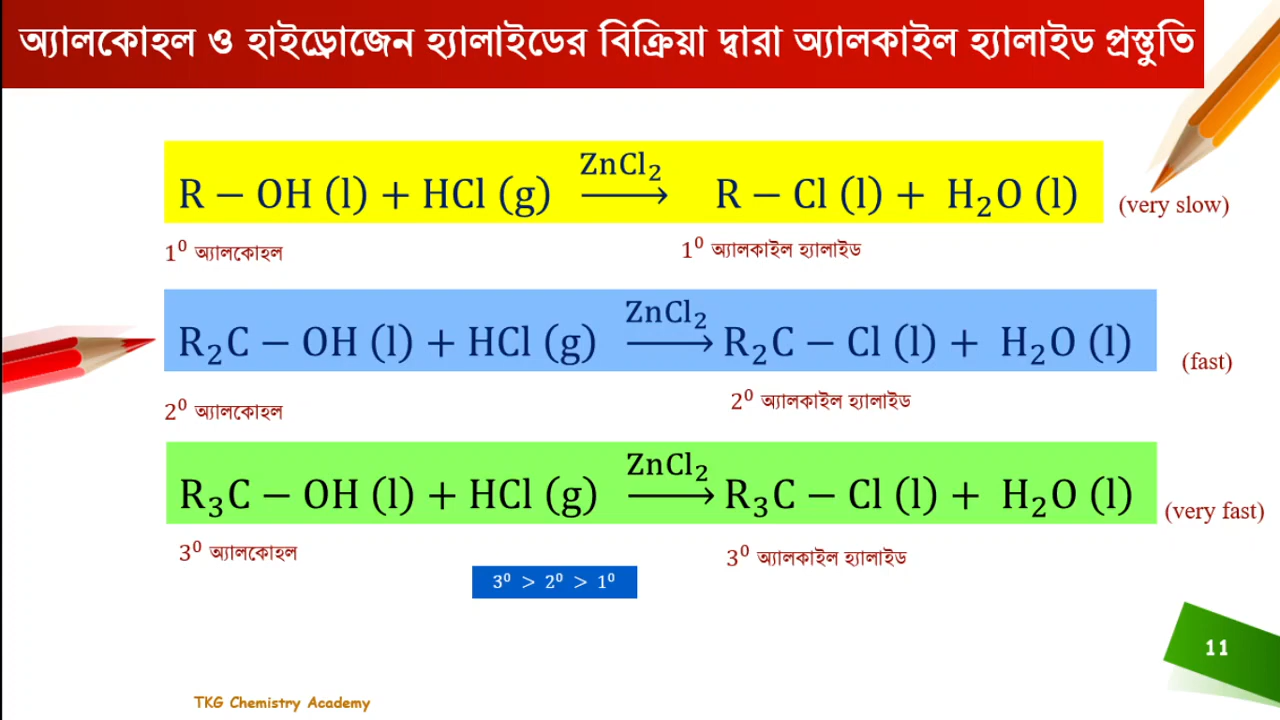 অ্যালকোহল ও হাইড্রোজেন হ্যালাইডের বিক্রিয়া দ্বারা অ্যালকাইল হ্যালাইড প্রস্তুতি
R − OH (l) + HCl (g) ZnCl₂ ⟶ R − Cl (l) + H₂O (l) (very slow)
1⁰ অ্যালকোহল 1⁰ অ্যালকাইল হ্যালাইড
R₂C − OH (l) + HCl (g) ZnCl₂ ⟶ R₂C − Cl (l) + H₂O (l) (fast)
2⁰ অ্যালকোহল 2⁰ অ্যালকাইল হ্যালাইড
R₃C − OH (l) + HCl (g) ZnCl₂ ⟶ R₃C − Cl (l) + H₂O (l) (very fast)
3⁰ অ্যালকোহল 3⁰ অ্যালকাইল হ্যালাইড
3⁰ > 2⁰ > 1⁰
11
TKG Chemistry Academy